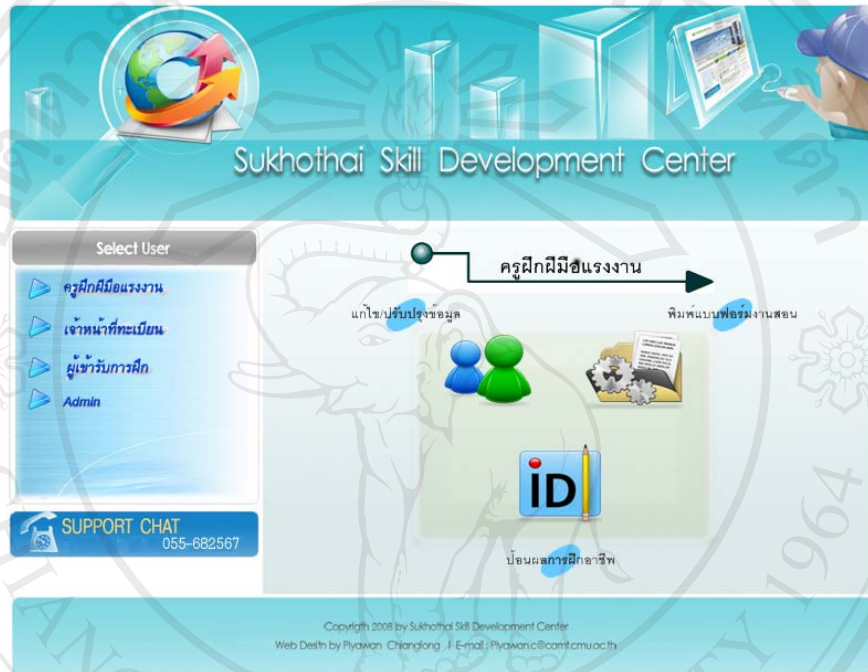 Sukhothai Skill Development Center
Select User
ครูฝึกฝีมือแรงงาน
เจ้าหน้าที่ทะเบียน
ผู้เข้ารับการฝึก
Admin
SUPPORT CHAT
055-682567
ครูฝึกฝีมือแรงงาน
แก้ไข/ปรับปรุงข้อมูล
พิมพ์แบบฟอร์มงานสอน
iD
ป้อนผลการฝึกอาชีพ
Copyrigth 2008 by Sukhothai Skill Development Center
Web Desitn by Piyawan Chianglong | E-mail : Piyawan.c@camt.cmu.ac.th
1964